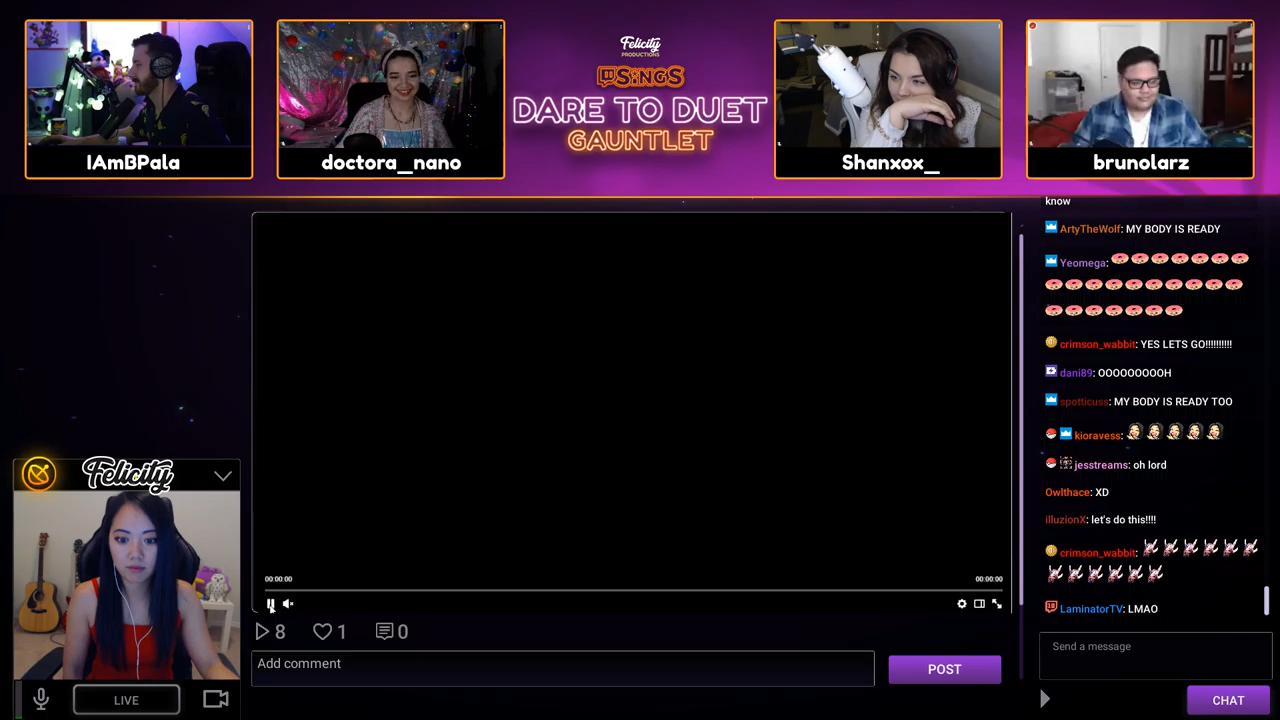 IAmBPala
doctora__nano
Felicity
PRODUCTIONS
SINGS
DARE TO DUET
GAUNTLET
Shanxox_
brunolarz
know
ArtyTheWolf: MY BODY IS READY
Yeomega:
crimson_wabbit: YES LETS GO!!!!!!!!!!
dani89: OOOOOOOOOH
spotticuss: MY BODY IS READY TOO
kioravess:
jesstreams: oh lord
Owlthace: XD
illuzionX: let's do this!!!!
crimson_wabbit:
LaminatorTV: LMAO
Send a message
CHAT
00:00:00
00:00:00
8
1
0
Add comment
POST
Felicity
LIVE